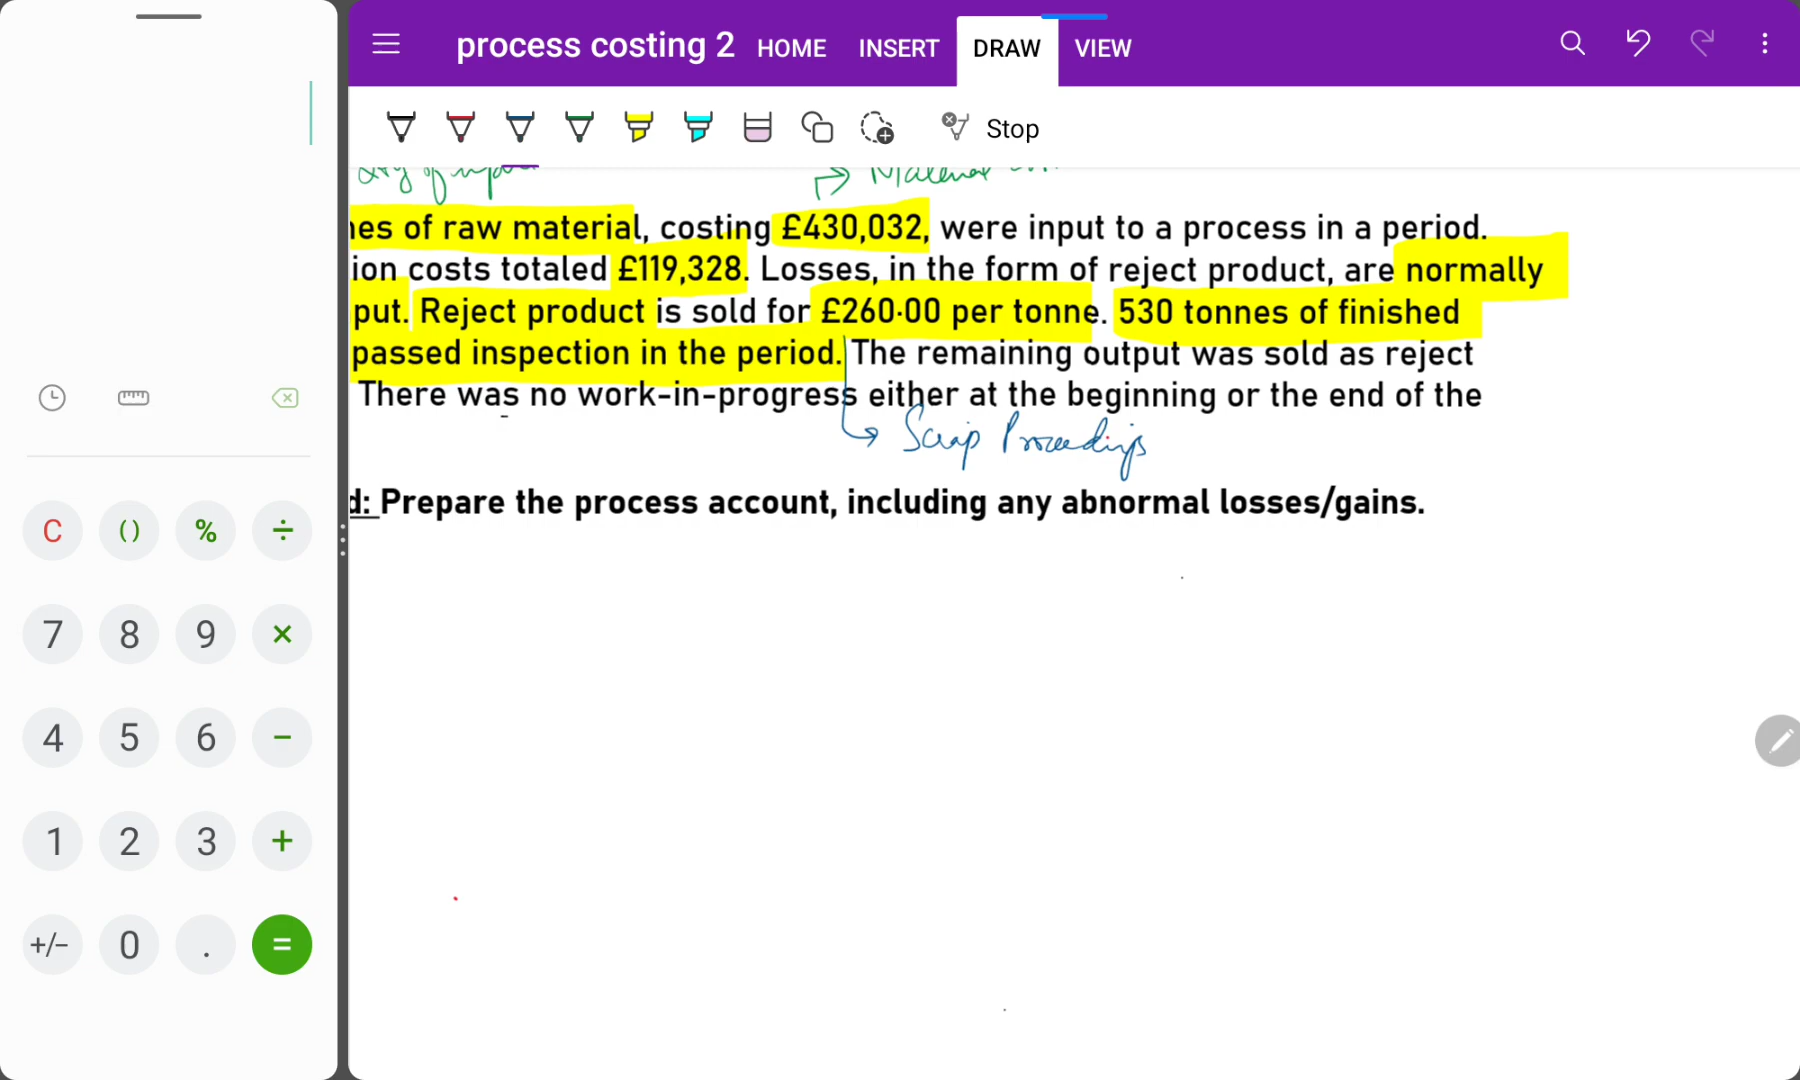 process costing 2 HOME INSERT DRAW VIEW
Stop
Qty of input
Material
nes of raw material, costing £430,032, were input to a process in a period.
ion costs totaled £119,328. Losses, in the form of reject product, are normally
put. Reject product is sold for £260·00 per tonne. 530 tonnes of finished
passed inspection in the period. The remaining output was sold as reject
There was no work-in-progress either at the beginning or the end of the
Scrap Proceedings
d: Prepare the process account, including any abnormal losses/gains.
C () % ÷
7 8 9 ×
4 5 6 −
1 2 3 +
+/− 0 . =